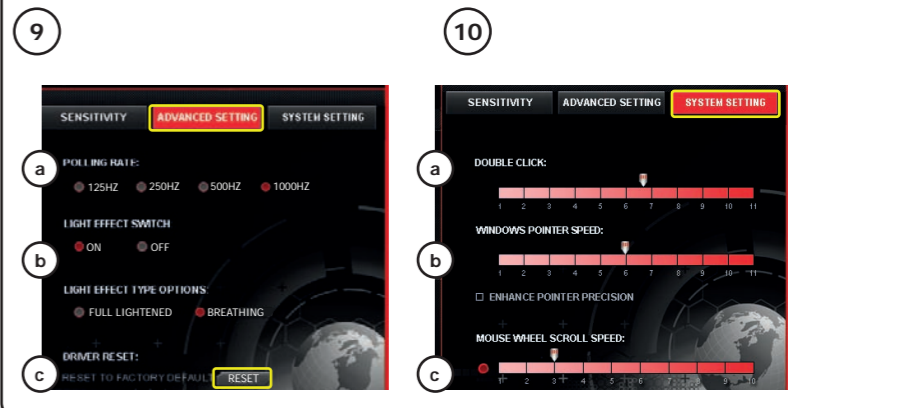 9
SENSITIVITY ADVANCED SETTING SYSTEM SETTING
a
POLLING RATE:
125HZ 250HZ 500HZ 1000HZ
LIGHT EFFECT SWITCH
b
ON OFF
LIGHT EFFECT TYPE OPTIONS:
FULL LIGHTENED BREATHING
DRIVER RESET:
c
RESET TO FACTORY DEFAULT RESET
10
SENSITIVITY ADVANCED SETTING SYSTEM SETTING
a
DOUBLE CLICK:
1 2 3 4 5 6 7 8 9 10 11
WINDOWS POINTER SPEED:
b
1 2 3 4 5 6 7 8 9 10 11
ENHANCE POINTER PRECISION
MOUSE WHEEL SCROLL SPEED:
c
1 2 3 4 5 6 7 8 9 10